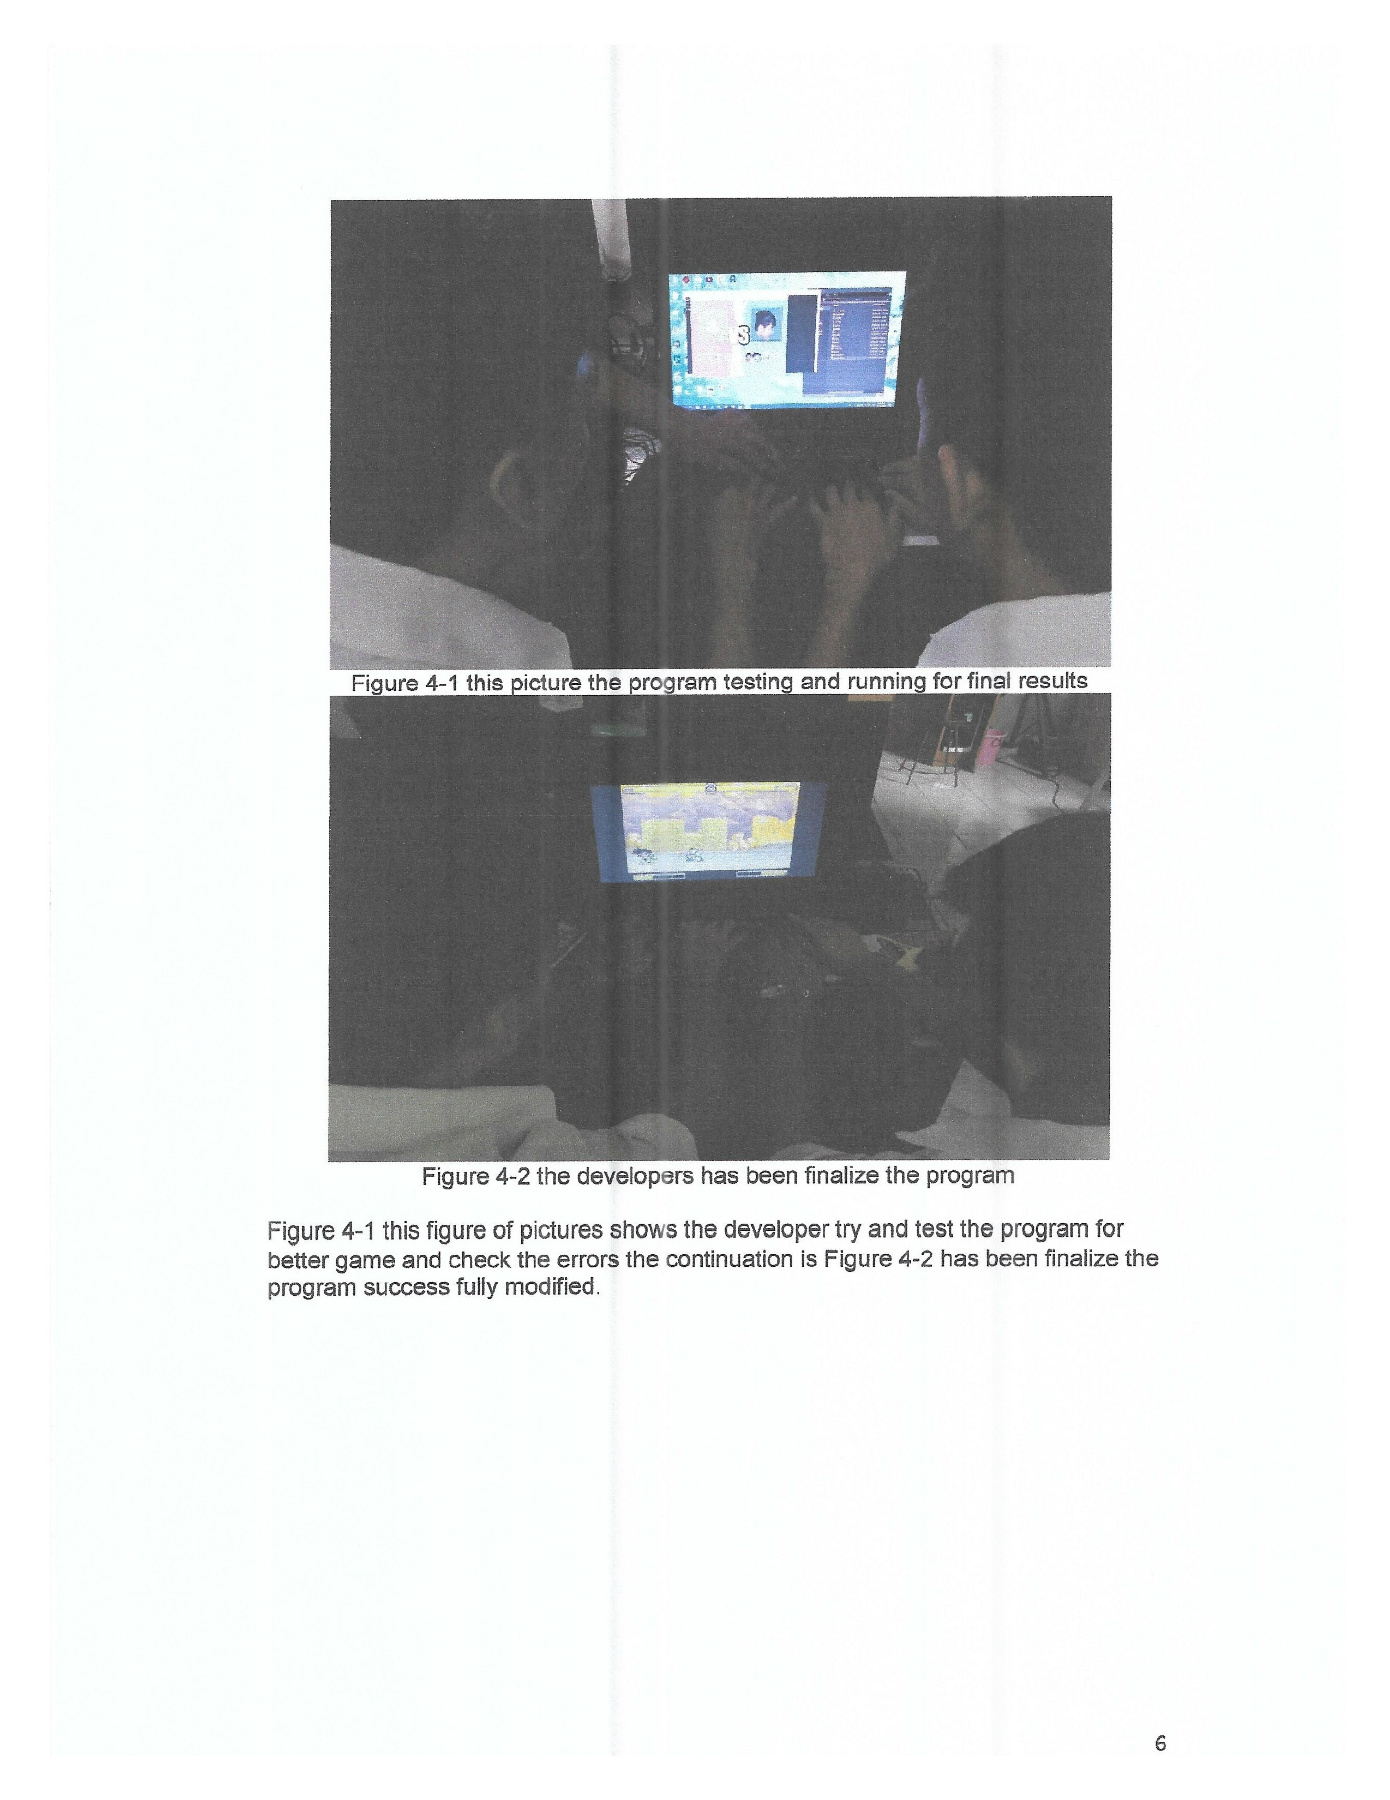 Figure 4-1 this picture the program testing and running for final results
Figure 4-2 the developers has been finalize the program
Figure 4-1 this figure of pictures shows the developer try and test the program for
better game and check the errors the continuation is Figure 4-2 has been finalize the
program success fully modified.
6